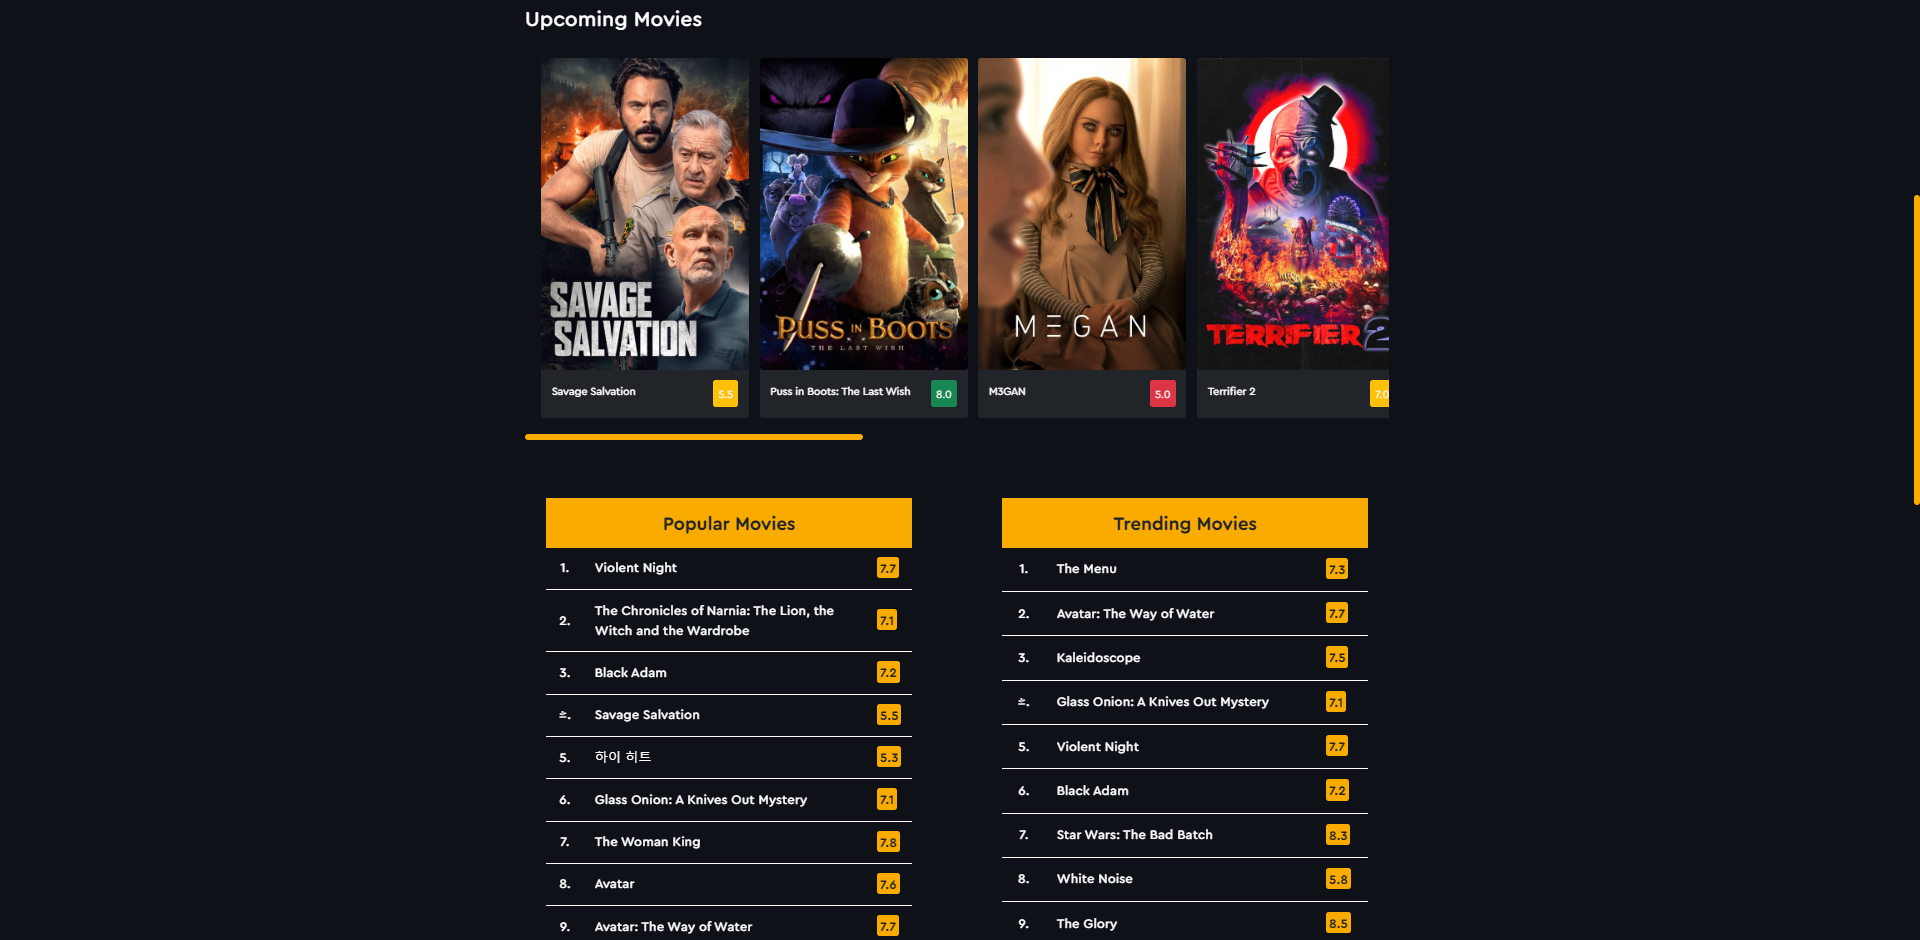 Upcoming Movies
SAVAGE
SALVATION
PUSS IN BOOTS
THE LAST WISH
MEGAN
TERRIFIER 2
Savage Salvation
5.5
Puss in Boots: The Last Wish
8.0
M3GAN
5.0
Terrifier 2
7.0
Popular Movies
1. Violent Night 7.7
2. The Chronicles of Narnia: The Lion, the
Witch and the Wardrobe 7.1
3. Black Adam 7.2
Savage Salvation 5.5
5. 하이 히트 5.3
6. Glass Onion: A Knives Out Mystery 7.1
7. The Woman King 7.8
8. Avatar 7.6
9. Avatar: The Way of Water 7.7
Trending Movies
1. The Menu 7.3
2. Avatar: The Way of Water 7.7
3. Kaleidoscope 7.5
Glass Onion: A Knives Out Mystery 7.1
5. Violent Night 7.7
6. Black Adam 7.2
7. Star Wars: The Bad Batch 8.3
8. White Noise 5.8
9. The Glory 8.5